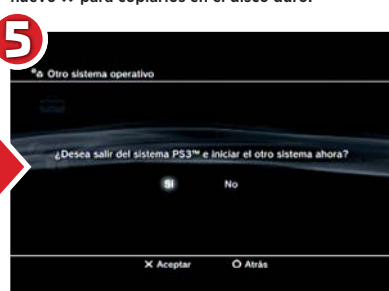 nuevo X para copiarlos en el disco duro.
5
Otro sistema operativo
¿Desea salir del sistema PS3™ e iniciar el otro sistema ahora?
Sí No
X Aceptar O Atrás